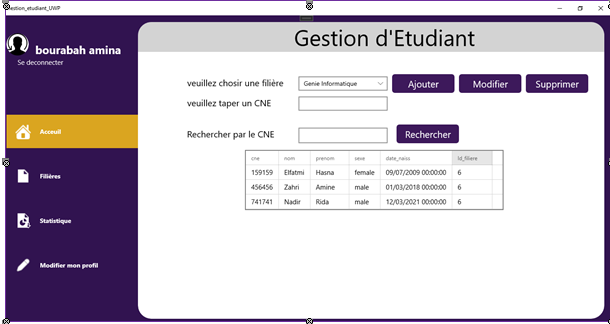 gestion_etudiant_UWP
bourabah amina
Se deconnecter
Acceuil
Filières
Statistique
Modifier mon profil
Gestion d'Etudiant
veuillez chosir une filière Genie Informatique Ajouter Modifier Supprimer
veuillez taper un CNE
Rechercher par le CNE Rechercher
cne nom prenom sexe date_naiss Id_filiere
159159 Elfatmi Hasna female 09/07/2009 00:00:00 6
456456 Zahri Amine male 01/03/2018 00:00:00 6
741741 Nadir Rida male 12/03/2021 00:00:00 6